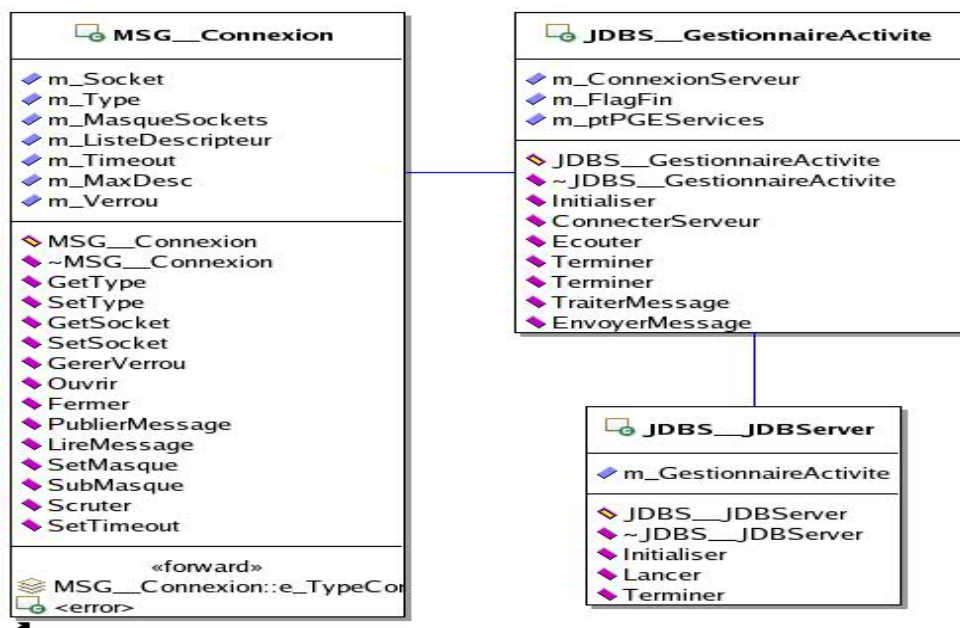 MSG__Connexion
m_Socket
m_Type
m_MasqueSockets
m_ListeDescripteur
m_Timeout
m_MaxDesc
m_Verrou
MSG__Connexion
~MSG__Connexion
GetType
SetType
GetSocket
SetSocket
GererVerrou
Ouvrir
Fermer
PublierMessage
LireMessage
SetMasque
SubMasque
Scruter
SetTimeout
«forward»
MSG__Connexion::e_TypeCor
<error>
JDBS__GestionnaireActivite
m_ConnexionServeur
m_FlagFin
m_ptPGEServices
JDBS__GestionnaireActivite
~JDBS__GestionnaireActivite
Initialiser
ConnecterServeur
Ecouter
Terminer
Terminer
TraiterMessage
EnvoyerMessage
JDBS__JDBServer
m_GestionnaireActivite
JDBS__JDBServer
~JDBS__JDBServer
Initialiser
Lancer
Terminer